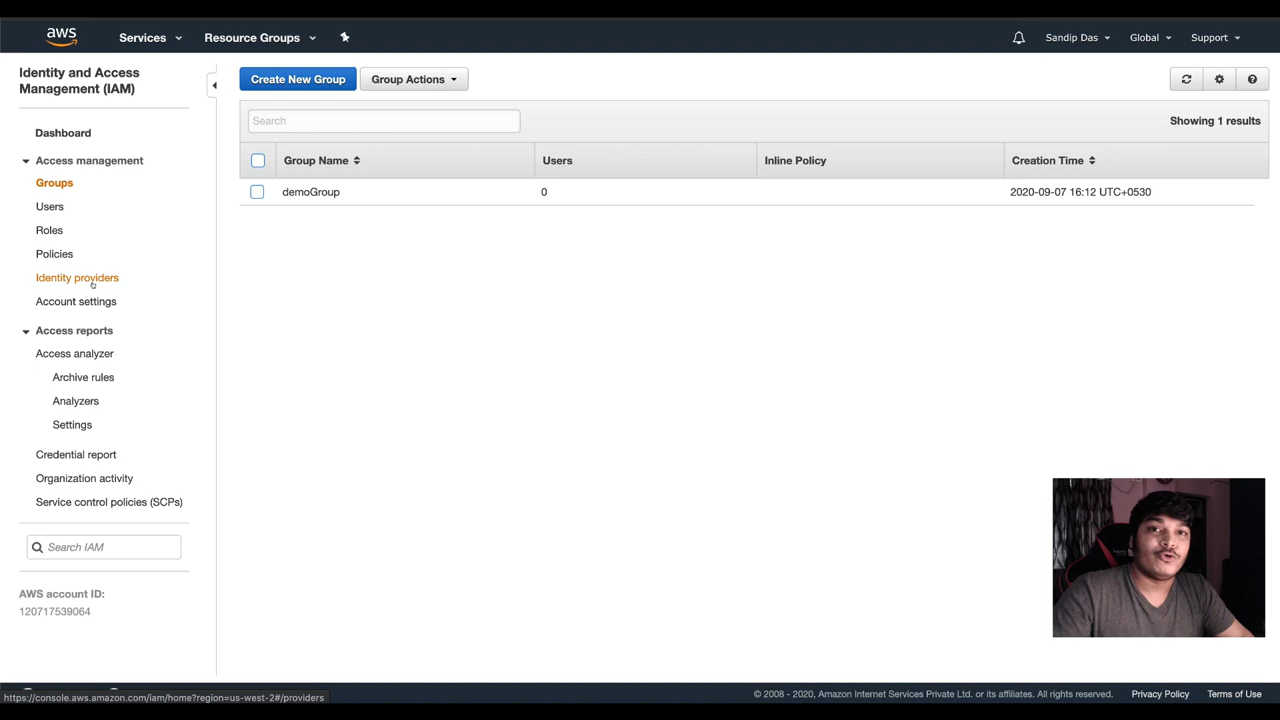 aws
Services
Resource Groups
Sandip Das
Global
Support
Identity and Access
Management (IAM)
Dashboard
Access management
Groups
Users
Roles
Policies
Identity providers
Account settings
Access reports
Access analyzer
Archive rules
Analyzers
Settings
Credential report
Organization activity
Service control policies (SCPs)
Search IAM
AWS account ID:
120717539064
Create New Group
Group Actions
Search
Showing 1 results
Group Name
Users
Inline Policy
Creation Time
demoGroup
0
2020-09-07 16:12 UTC+0530
https://console.aws.amazon.com/iam/home?region=us-west-2#/providers
© 2008 - 2020, Amazon Internet Services Private Ltd. or its affiliates. All rights reserved.
Privacy Policy
Terms of Use